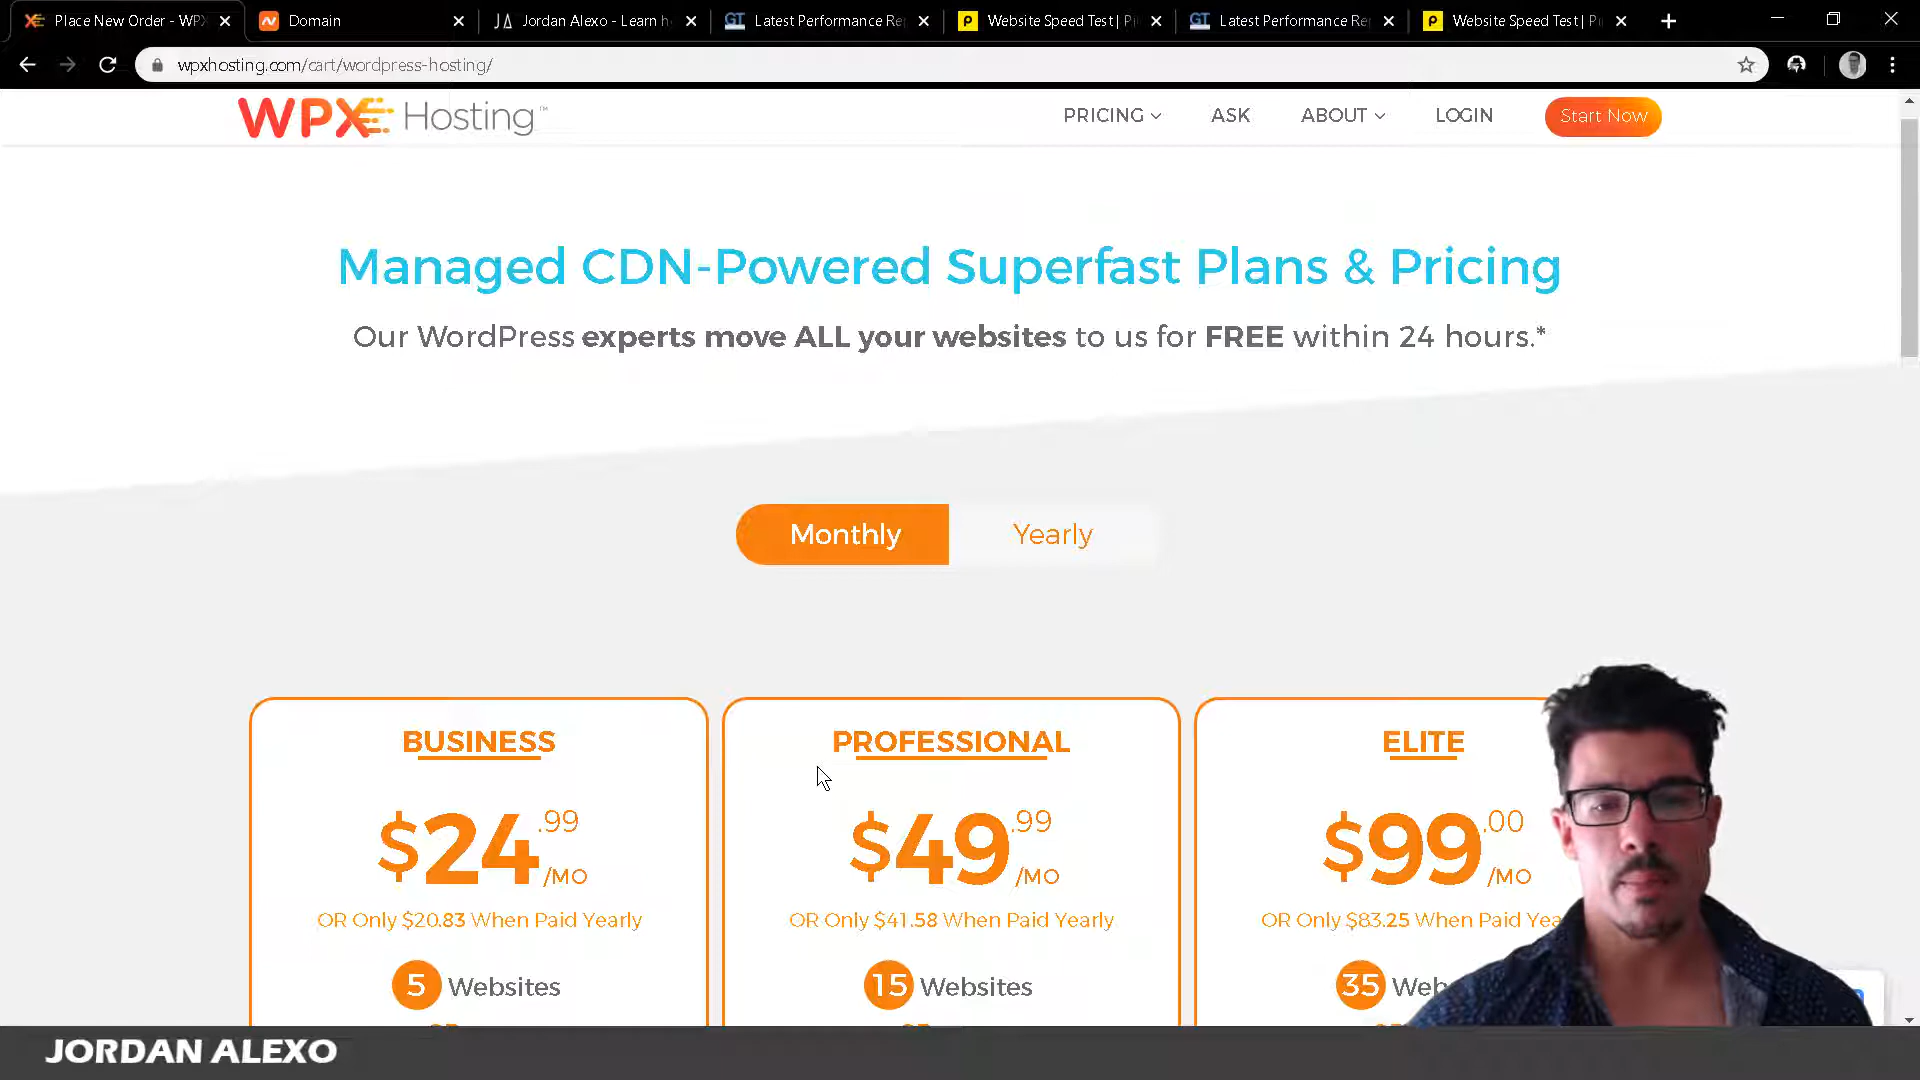 Place New Order - WPX
Domain
Jordan Alexo - Learn h
Latest Performance Re
Website Speed Test | Pi
Latest Performance Re
Website Speed Test | Pi
wpxhosting.com/cart/wordpress-hosting/
WPX Hosting™
PRICING
ASK
ABOUT
LOGIN
Start Now
Managed CDN-Powered Superfast Plans & Pricing
Our WordPress experts move ALL your websites to us for FREE within 24 hours.*
Monthly
Yearly
BUSINESS
$24.99/MO
OR Only $20.83 When Paid Yearly
5 Websites
PROFESSIONAL
$49.99/MO
OR Only $41.58 When Paid Yearly
15 Websites
ELITE
$99.00/MO
OR Only $83.25 When Paid Yea
35 Web
JORDAN ALEXO